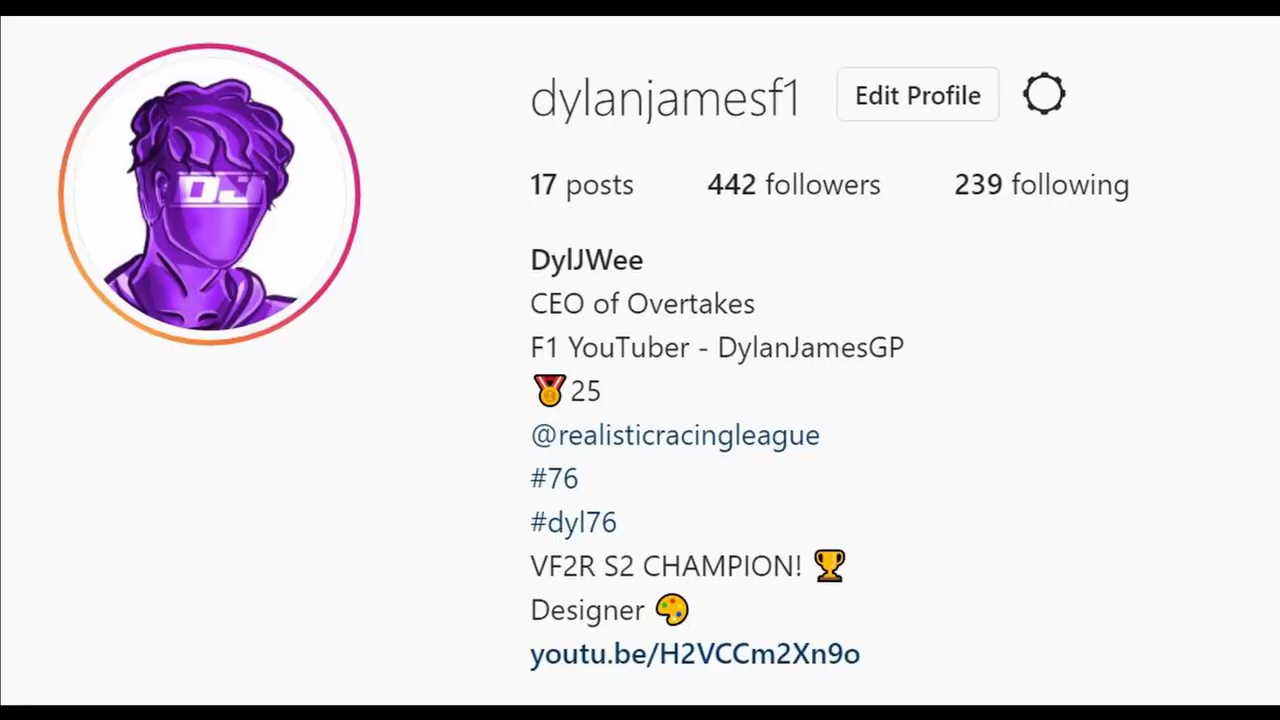 dylanjamesf1 Edit Profile
17 posts 442 followers 239 following
DJ
DylJWee
CEO of Overtakes
F1 YouTuber - DylanJamesGP
🏅25
@realisticracingleague
#76
#dyl76
VF2R S2 CHAMPION! 🏆
Designer 🎨
youtu.be/H2VCCm2Xn9o